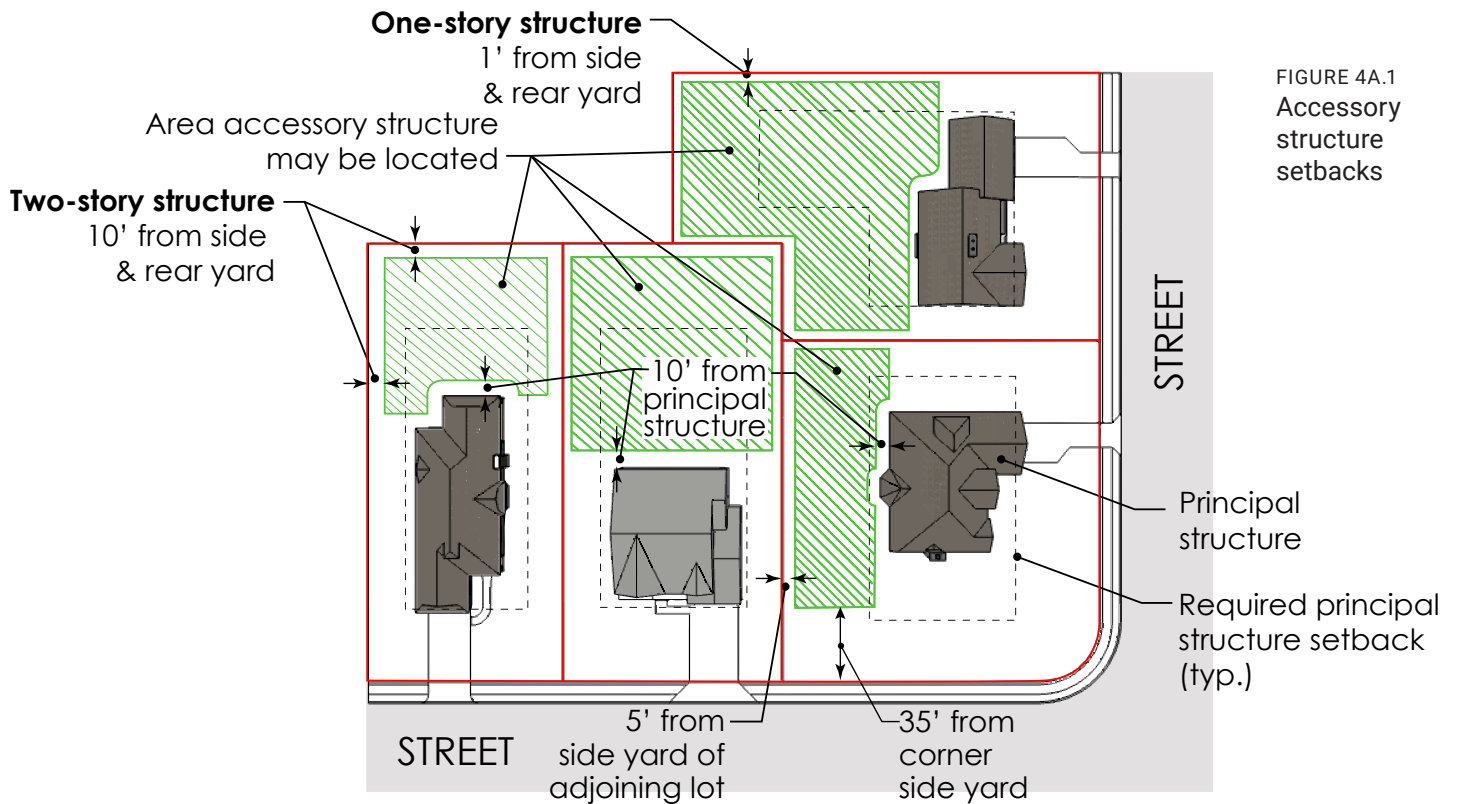 One-story structure
1’ from side
& rear yard
Area accessory structure
may be located
Two-story structure
10’ from side
& rear yard
10’ from
principal
structure
5’ from
side yard of
adjoining lot
35’ from
corner
side yard
STREET
STREET
Principal
structure
Required principal
structure setback
(typ.)
FIGURE 4A.1
Accessory
structure
setbacks